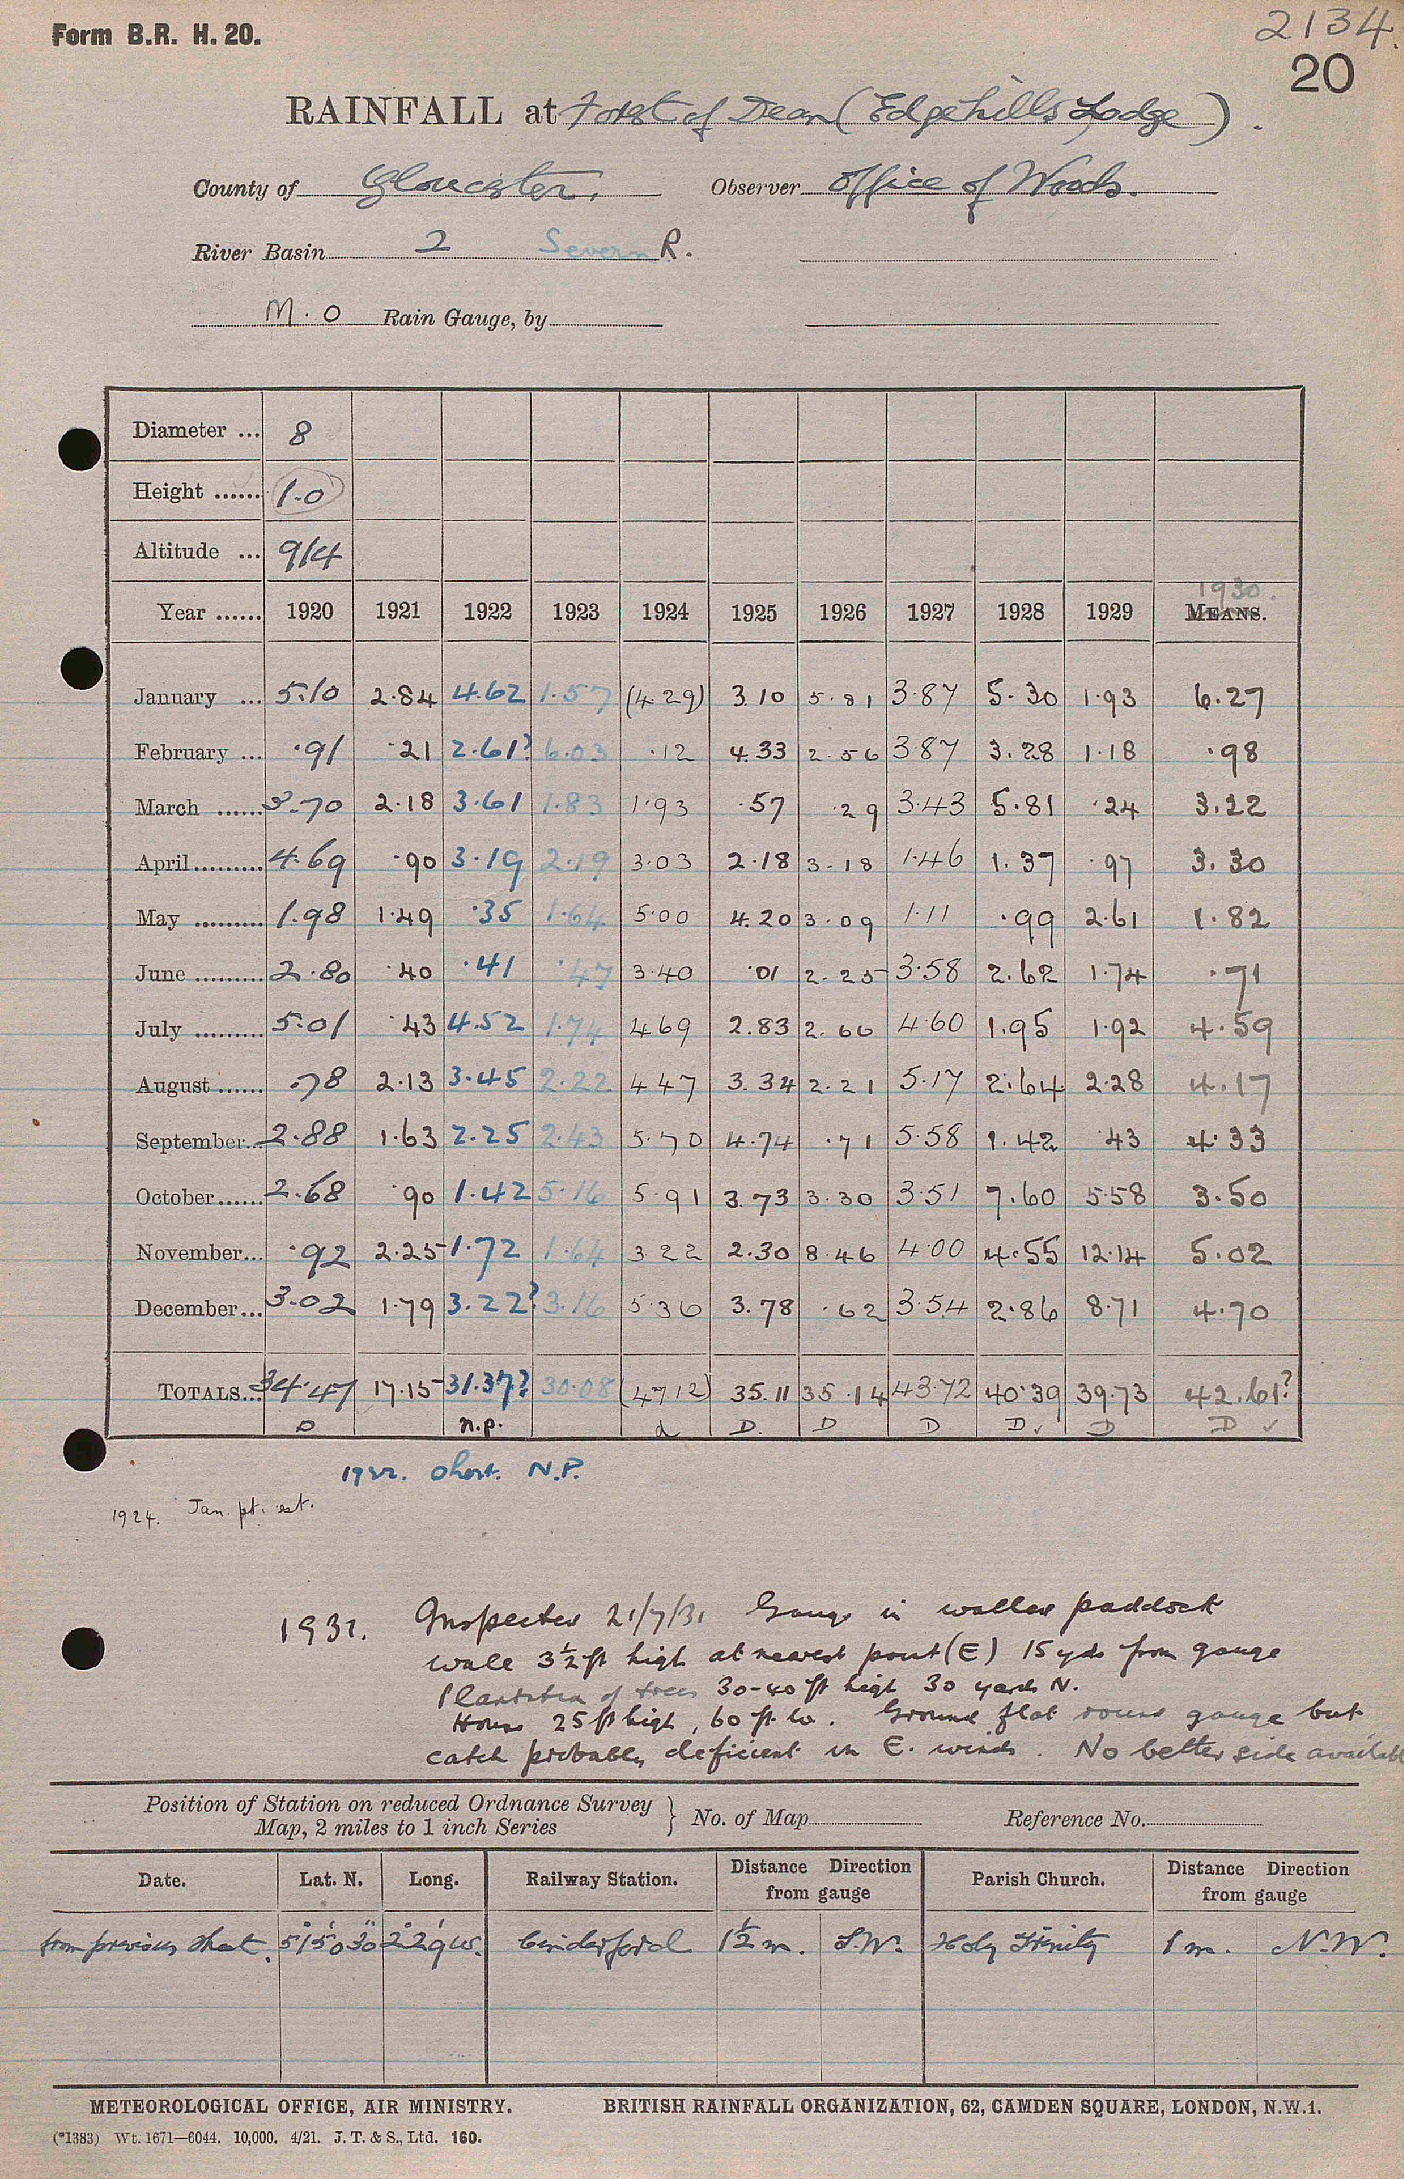 Form B.R. H. 20.
2134.
20
RAINFALL at Forest of Dean (Edgehills Lodge).
County of Gloucester. Observer Office of Woods.
River Basin 2 Severn R.
M.O Rain Gauge, by
Diameter ... 8
Height ...... 1.0
Altitude ... 914
1930.
Year ...... 1920 1921 1922 1923 1924 1925 1926 1927 1928 1929 MEANS.
January ... 5.10 2.84 4.62 1.57 (4.29) 3.10 5.81 3.87 5.30 1.93 6.27
February ... .91 .21 2.61? 6.03 .12 4.33 2.56 3.87 3.28 1.18 .98
March ...... 3.70 2.18 3.61 1.83 1.93 .57 .29 3.43 5.81 .24 3.22
April ......... 4.69 .90 3.19 2.19 3.03 2.18 3.18 1.46 1.37 .97 3.30
May ......... 1.98 1.49 .35 1.64 5.00 4.20 3.09 1.11 .99 2.61 1.82
June ......... 2.80 .40 .41 .47 3.40 .01 2.25 3.58 2.62 1.74 .71
July ......... 5.01 .43 4.52 1.74 4.69 2.83 2.66 4.60 1.95 1.92 4.59
August ...... .78 2.13 3.45 2.22 4.47 3.34 2.21 5.17 2.64 2.28 4.17
September... 2.88 1.63 2.25 2.43 5.70 4.74 .71 5.58 1.42 .43 4.33
October...... 2.68 .90 1.42 5.16 5.91 3.73 3.30 3.51 7.60 5.58 3.50
November... .92 2.25 1.72 1.64 3.22 2.30 8.46 4.00 4.55 12.14 5.02
December... 3.02 1.79 3.22? 3.16 5.36 3.78 .62 3.54 2.86 8.71 4.70
TOTALS... 34.47 17.15 31.37? 30.08 (47.12) 35.11 35.14 43.72 40.39 39.73 42.61?
D n.p. d D. D D D.✓ D D ✓
1922. Short. N.P.
1924. Jan. pt. est.
1931. Inspected 21/7/31 Gauge in walled paddock
wall 3½ft high at nearest point (E) 15 yds from gauge
Plantation of trees 30-40 ft high 30 yards N.
House 25 ft high, 60 ft W. Ground flat round gauge but
catch probably deficient in E. winds. No better side available
Position of Station on reduced Ordnance Survey
Map, 2 miles to 1 inch Series } No. of Map Reference No.
Date. Lat. N. Long. Railway Station. Distance Direction from gauge Parish Church. Distance Direction from gauge
from previous sheet. 51°50'30" 2°29'W. Cinderford 1½ m. S.W. Holy Trinity 1 m. N.W.
METEOROLOGICAL OFFICE, AIR MINISTRY. BRITISH RAINFALL ORGANIZATION, 62, CAMDEN SQUARE, LONDON, N.W.1.
(*1383) Wt. 1671—6044. 10,000. 4/21. J. T. & S., Ltd. 160.